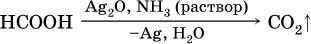 HCOOH Ag₂O, NH₃ (раствор) CO₂↑
–Ag, H₂O